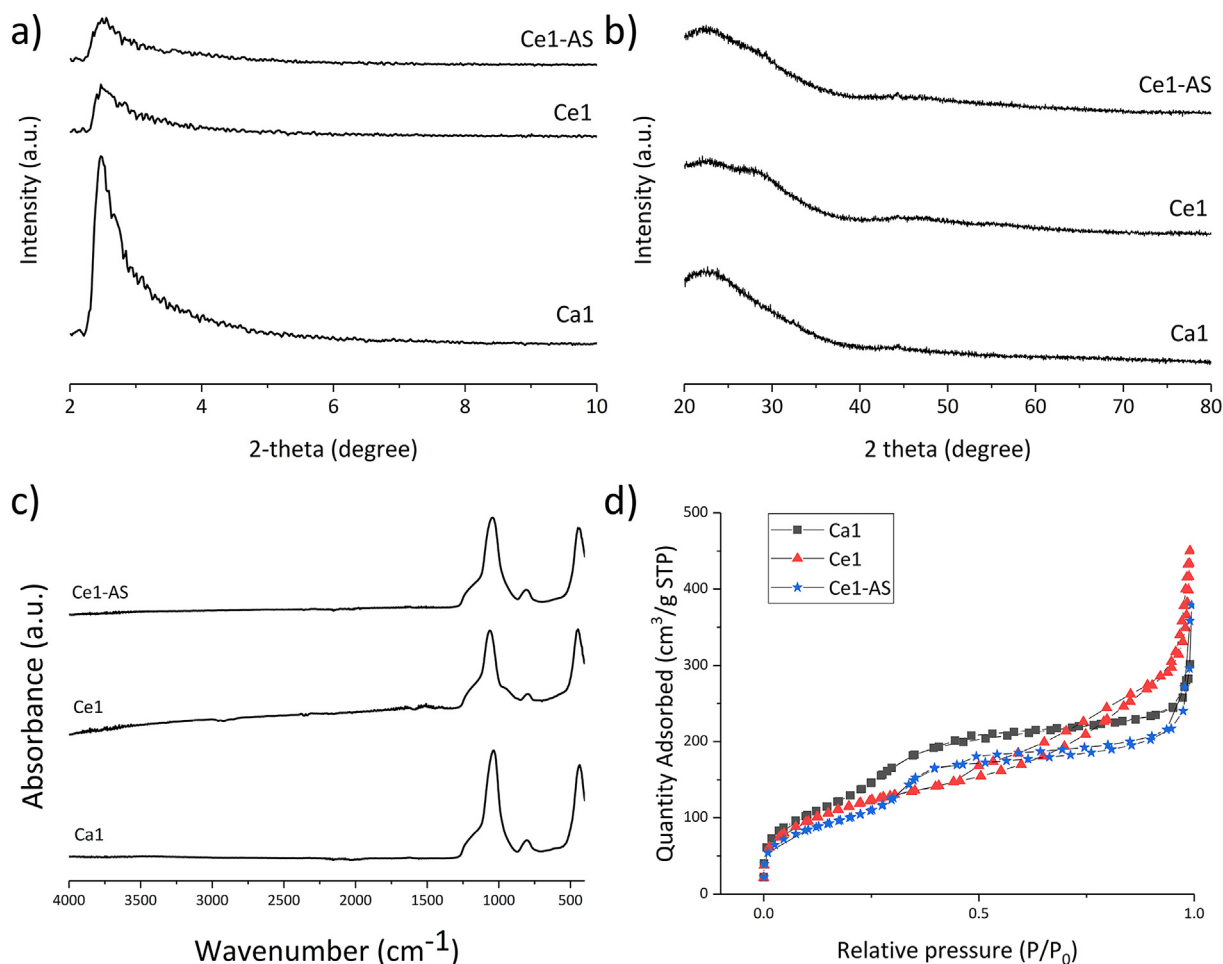 a)
Ce1-AS
Ce1
Ca1
Intensity (a.u.)
2 4 6 8 10
2-theta (degree)
b)
Ce1-AS
Ce1
Ca1
Intensity (a.u.)
20 30 40 50 60 70 80
2 theta (degree)
c)
Ce1-AS
Ce1
Ca1
Absorbance (a.u.)
4000 3500 3000 2500 2000 1500 1000 500
Wavenumber (cm⁻¹)
d)
Ca1
Ce1
Ce1-AS
Quantity Adsorbed (cm³/g STP)
500
400
300
200
100
0
0.0 0.5 1.0
Relative pressure (P/P₀)